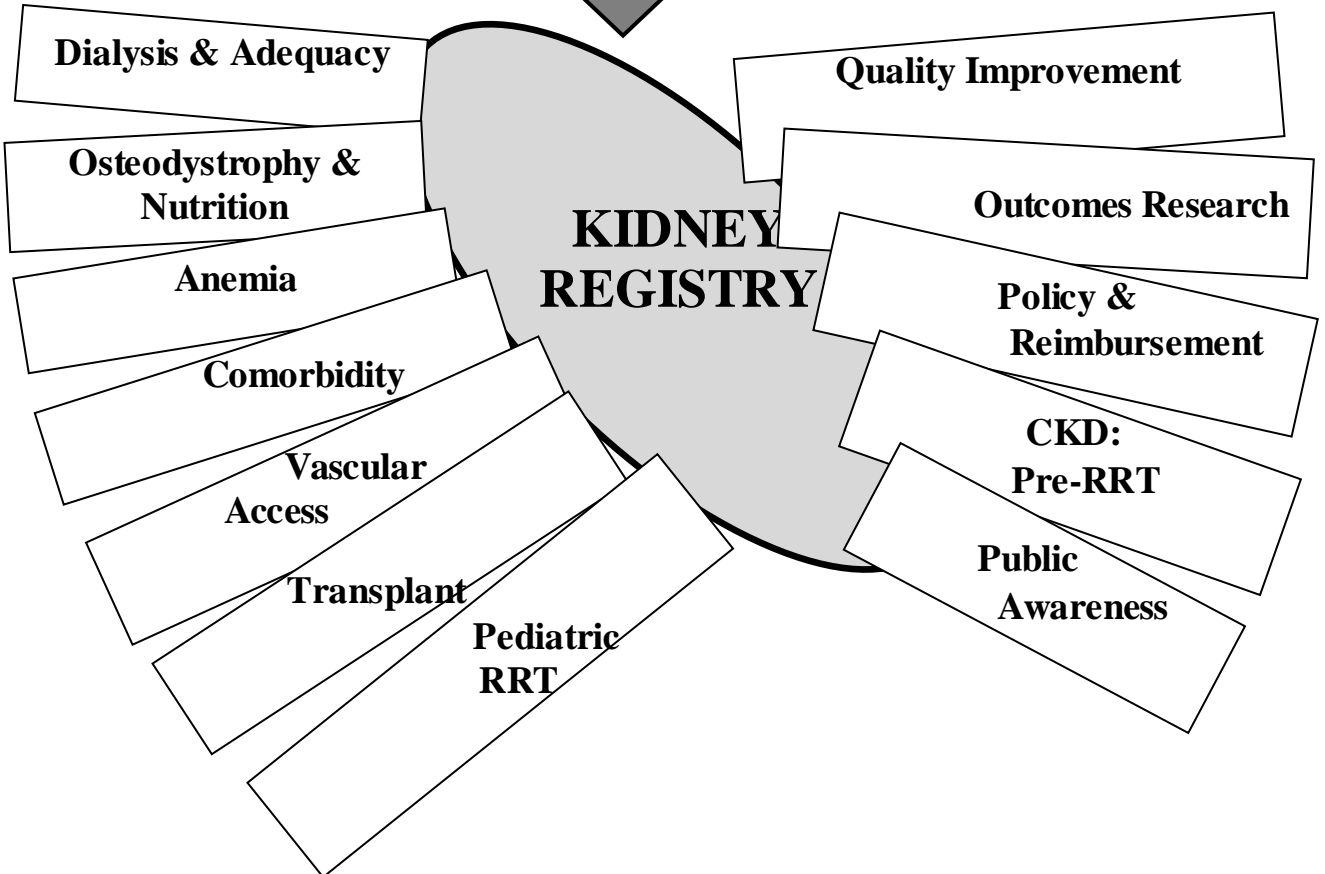 Dialysis & Adequacy
Osteodystrophy &
Nutrition
Anemia
Comorbidity
Vascular
Access
Transplant
Pediatric
RRT
KIDNEY
REGISTRY
Quality Improvement
Outcomes Research
Policy &
Reimbursement
CKD:
Pre-RRT
Public
Awareness